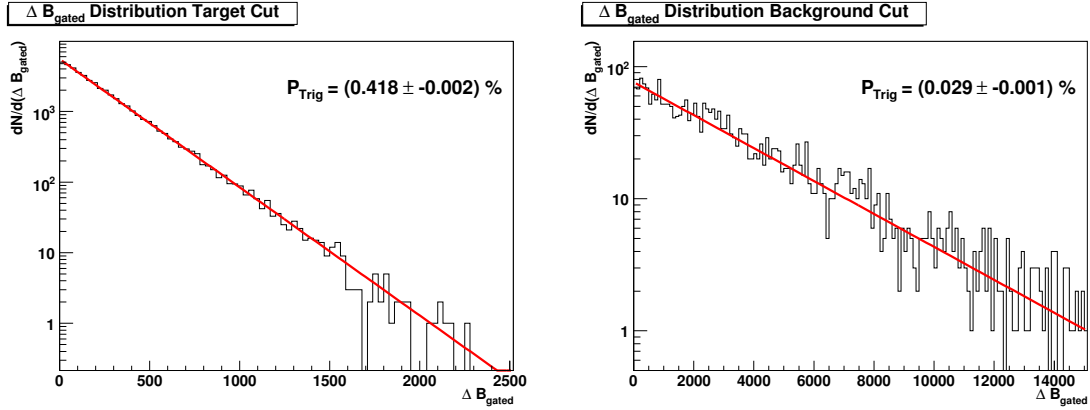 Δ B_gated Distribution Target Cut
dN/d(Δ B_gated)
P_Trig = (0.418 ± -0.002) %
10^3
10^2
10
1
0 500 1000 1500 2000 2500
Δ B_gated
Δ B_gated Distribution Background Cut
dN/d(Δ B_gated)
P_Trig = (0.029 ± -0.001) %
10^2
10
1
0 2000 4000 6000 8000 10000 12000 14000
Δ B_gated